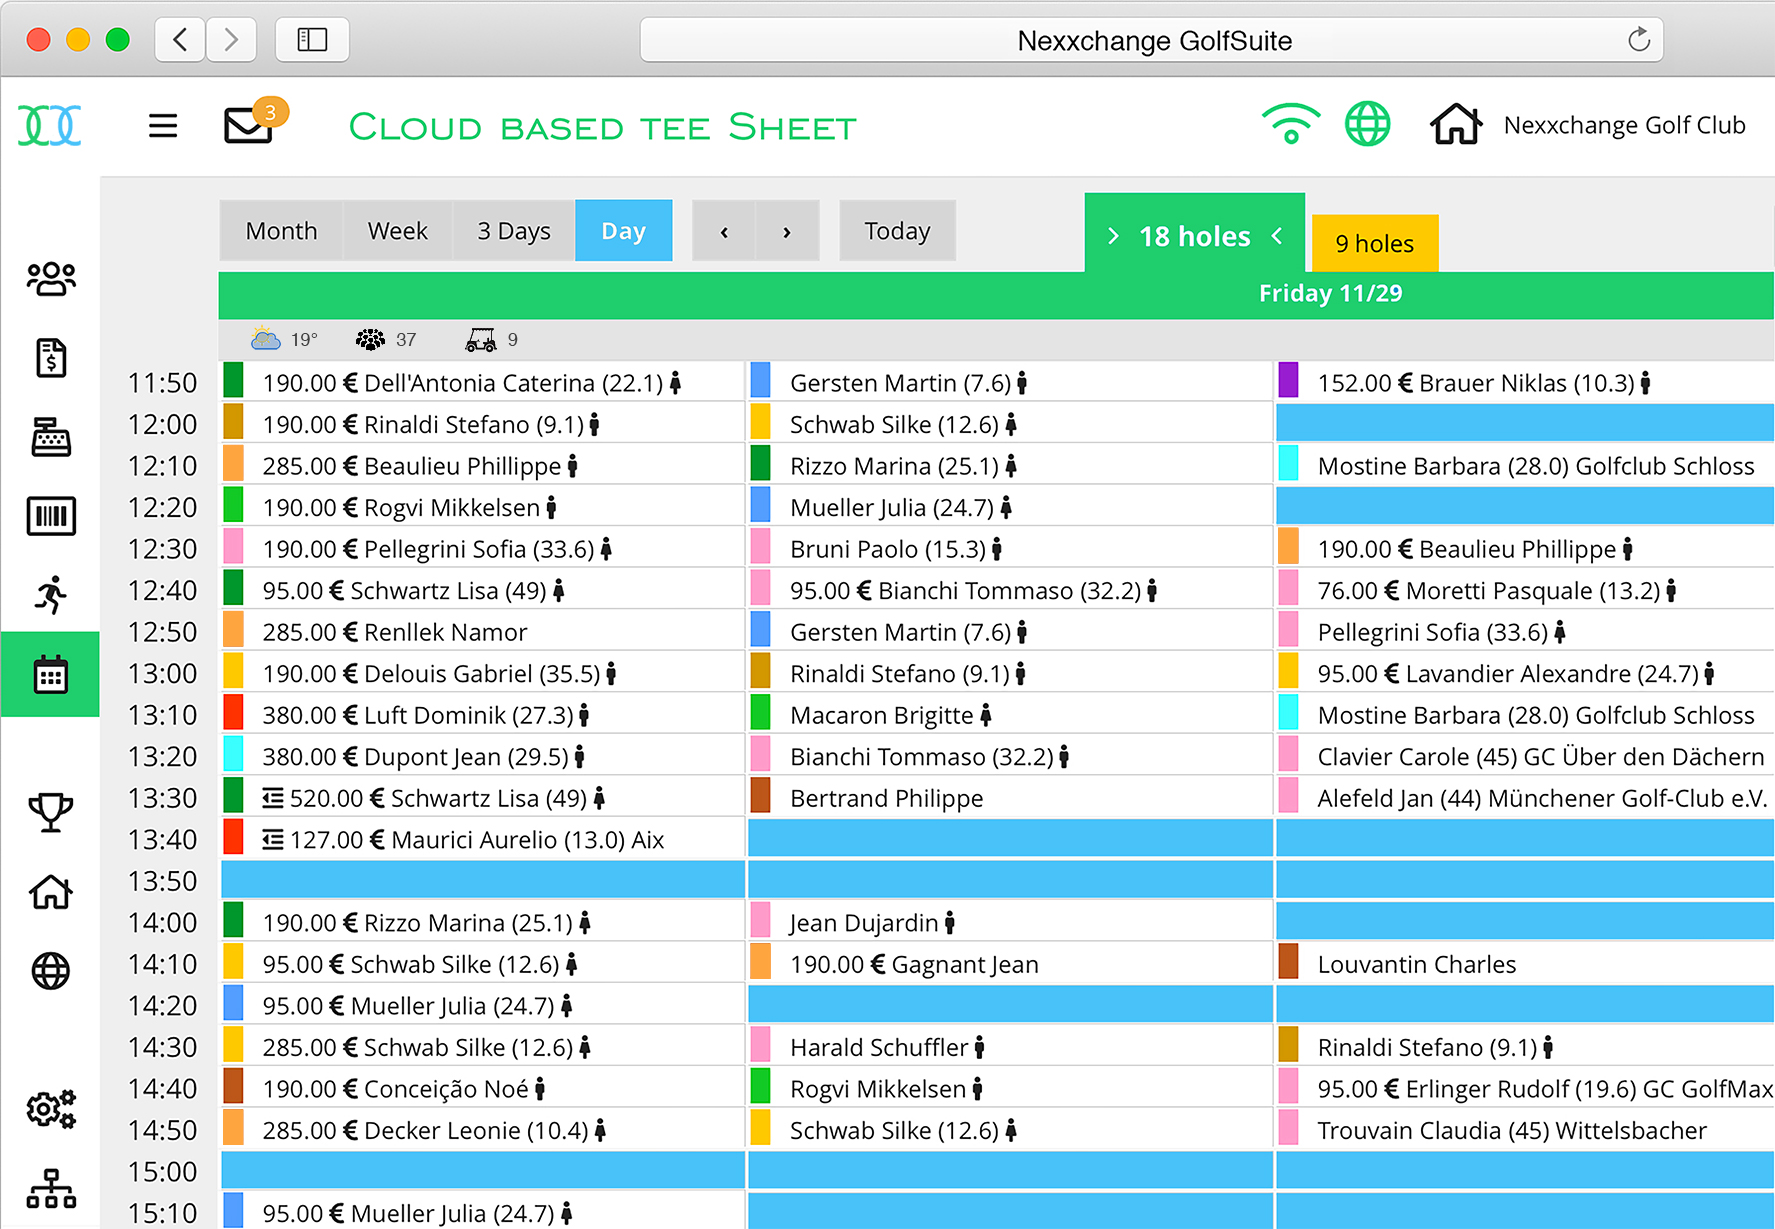 Nexxchange GolfSuite
3
Cloud based tee Sheet
Nexxchange Golf Club
Month Week 3 Days Day ‹ › Today > 18 holes < 9 holes
Friday 11/29
19° 37 9
11:50 190.00 € Dell'Antonia Caterina (22.1) Gersten Martin (7.6) 152.00 € Brauer Niklas (10.3)
12:00 190.00 € Rinaldi Stefano (9.1) Schwab Silke (12.6)
12:10 285.00 € Beaulieu Phillippe Rizzo Marina (25.1) Mostine Barbara (28.0) Golfclub Schloss
12:20 190.00 € Rogvi Mikkelsen Mueller Julia (24.7)
12:30 190.00 € Pellegrini Sofia (33.6) Bruni Paolo (15.3) 190.00 € Beaulieu Phillippe
12:40 95.00 € Schwartz Lisa (49) 95.00 € Bianchi Tommaso (32.2) 76.00 € Moretti Pasquale (13.2)
12:50 285.00 € Renllek Namor Gersten Martin (7.6) Pellegrini Sofia (33.6)
13:00 190.00 € Delouis Gabriel (35.5) Rinaldi Stefano (9.1) 95.00 € Lavandier Alexandre (24.7)
13:10 380.00 € Luft Dominik (27.3) Macaron Brigitte Mostine Barbara (28.0) Golfclub Schloss
13:20 380.00 € Dupont Jean (29.5) Bianchi Tommaso (32.2) Clavier Carole (45) GC Über den Dächern
13:30 520.00 € Schwartz Lisa (49) Bertrand Philippe Alefeld Jan (44) Münchener Golf-Club e.V.
13:40 127.00 € Maurici Aurelio (13.0) Aix
13:50
14:00 190.00 € Rizzo Marina (25.1) Jean Dujardin
14:10 95.00 € Schwab Silke (12.6) 190.00 € Gagnant Jean Louvantin Charles
14:20 95.00 € Mueller Julia (24.7)
14:30 285.00 € Schwab Silke (12.6) Harald Schuffler Rinaldi Stefano (9.1)
14:40 190.00 € Conceição Noé Rogvi Mikkelsen 95.00 € Erlinger Rudolf (19.6) GC GolfMax
14:50 285.00 € Decker Leonie (10.4) Schwab Silke (12.6) Trouvain Claudia (45) Wittelsbacher
15:00
15:10 95.00 € Mueller Julia (24.7)